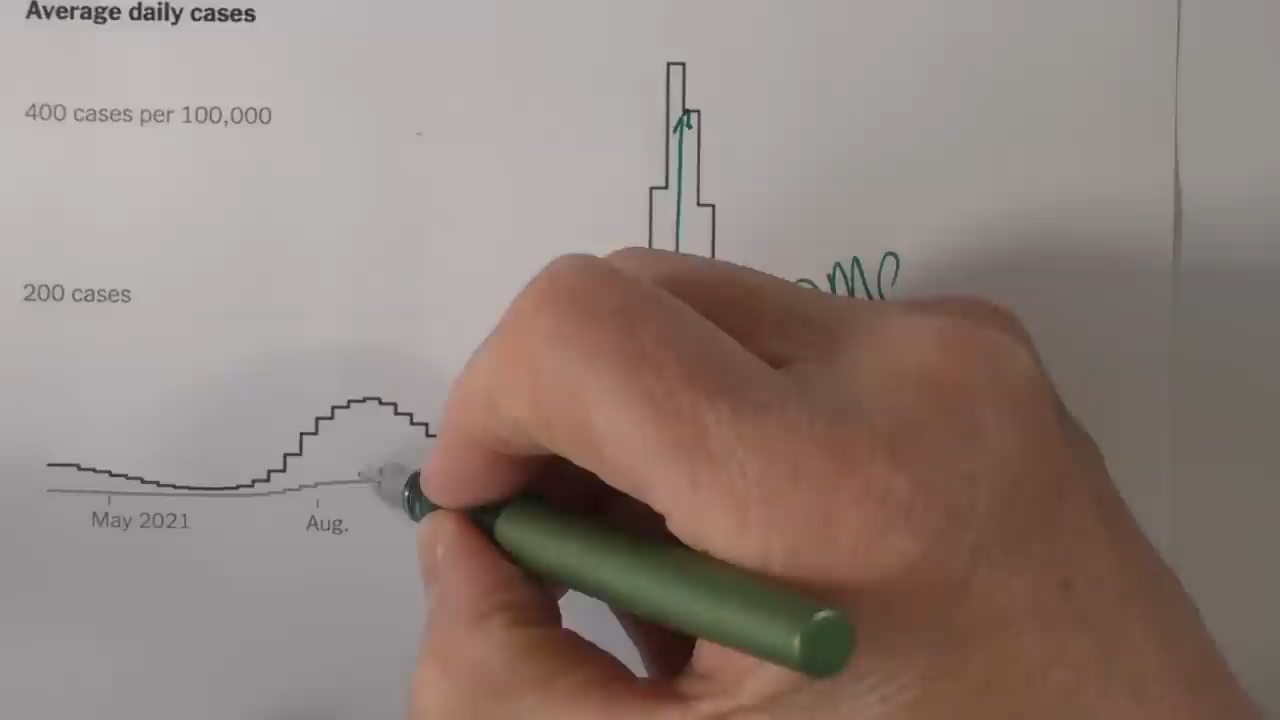 Average daily cases
400 cases per 100,000
200 cases
May 2021
Aug.